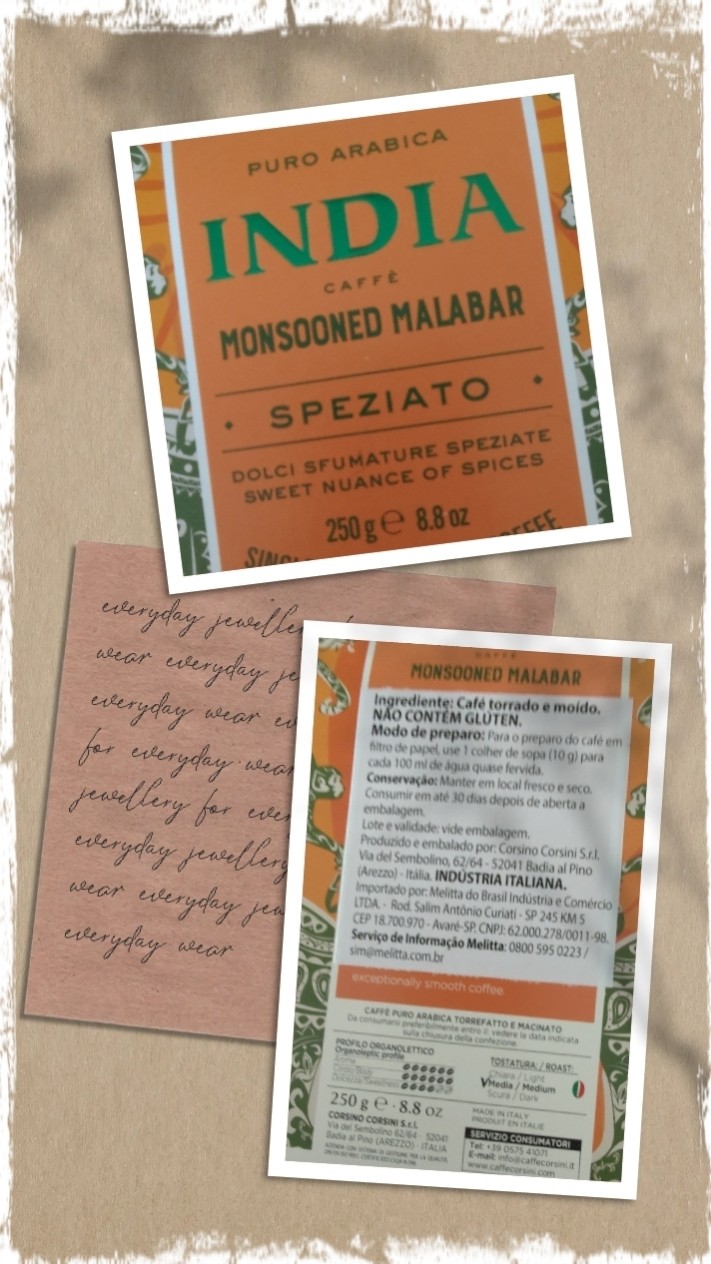 PURO ARABICA
INDIA
CAFFÈ
MONSOONED MALABAR
SPEZIATO
DOLCI SFUMATURE SPEZIATE
SWEET NUANCE OF SPICES
250 g e 8.8 oz
everyday jewellery
wear everyday
everyday wear
for everyday wear
jewellery for
everyday jewellery
wear everyday
everyday wear
CAFFÈ
MONSOONED MALABAR
Ingrediente: Café torrado e moído.
NÃO CONTÉM GLÚTEN.
Modo de preparo: Para o preparo do café em
filtro de papel, use 1 colher de sopa (10 g) para
cada 100 ml de água quase fervida.
Conservação: Manter em local fresco e seco.
Consumir em até 30 dias depois de aberta a
embalagem.
Lote e validade: vide embalagem.
Produzido e embalado por: Corsino Corsini S.r.l.
Via del Sembolino, 62/64 - 52041 Badia al Pino
(Arezzo) - Itália. INDÚSTRIA ITALIANA.
Importado por: Melitta do Brasil Indústria e Comércio
LTDA. - Rod. Salim Antônio Curiati - SP 245 KM 5
CEP 18.700.970 - Avaré-SP. CNPJ: 62.000.278/0011-98.
Serviço de Informação Melitta: 0800 595 0223 /
sim@melitta.com.br
exceptionally smooth coffee.
CAFFÈ PURO ARABICA TORREFATTO E MACINATO
Da consumarsi preferibilmente entro il: vedere la data indicata
sulla chiusura della confezione.
PROFILO ORGANOLETTICO
Organoleptic profile
Aroma
Corpo/Body
Dolcezza/Sweetness
TOSTATURA: / ROAST:
Chiara / Light
Media / Medium
Scura / Dark
250 g e · 8.8 oz
CORSINO CORSINI S.r.l.
Via del Sembolino 62/64 52041
Badia al Pino (AREZZO) - ITALIA
MADE IN ITALY
PRODUIT EN ITALIE
SERVIZIO CONSUMATORI
Tel: +39 0575 41071
E-mail: info@caffecorsini.it
www.caffecorsini.com